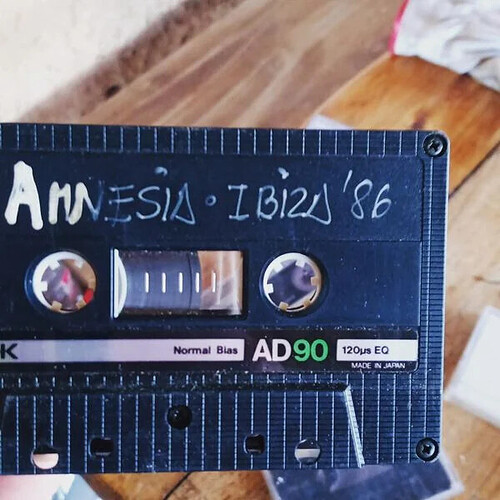 AMNESIA · IBIZA '86
K Normal Bias AD90 120µs EQ
MADE IN JAPAN